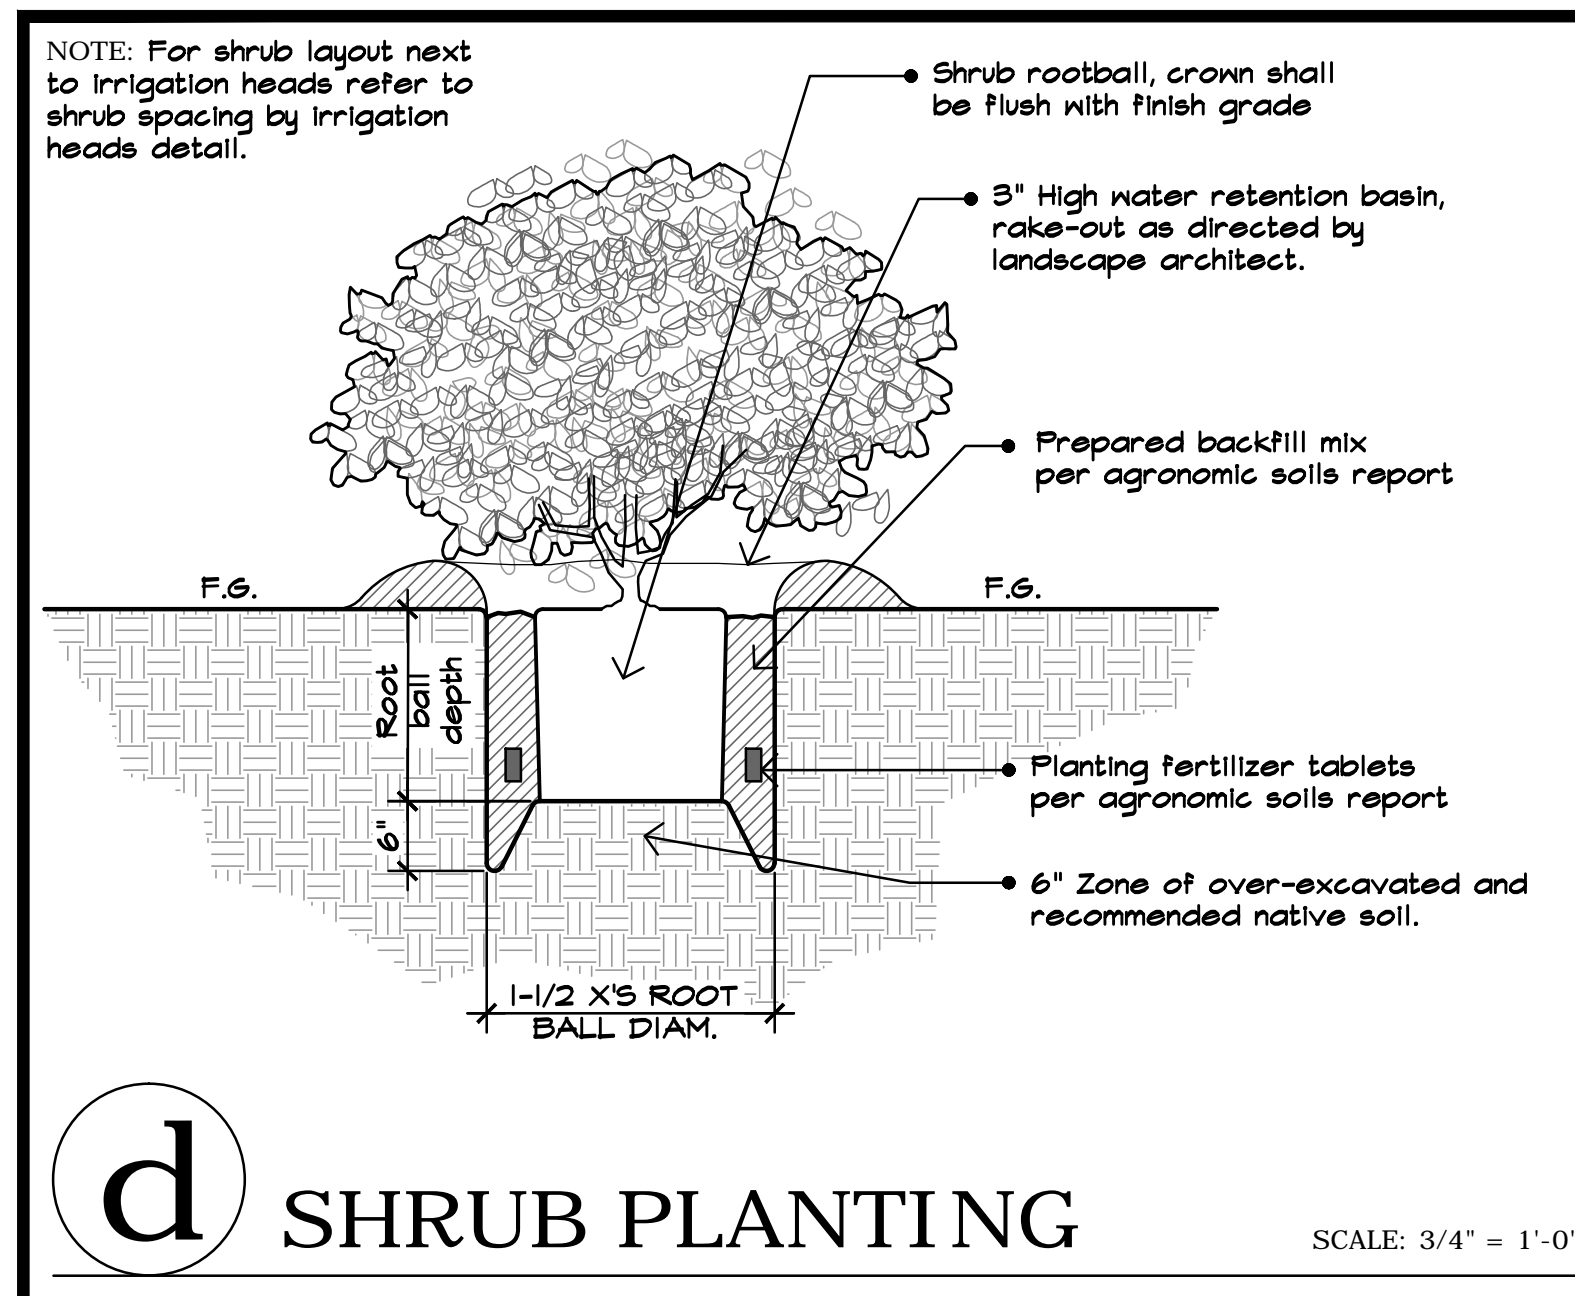 NOTE: For shrub layout next
to irrigation heads refer to
shrub spacing by irrigation
heads detail.
Shrub rootball, crown shall
be flush with finish grade
3" High water retention basin,
rake-out as directed by
landscape architect.
Prepared backfill mix
per agronomic soils report
F.G.
F.G.
Root
ball
depth
6"
Planting fertilizer tablets
per agronomic soils report
6" Zone of over-excavated and
recommended native soil.
1-1/2 X'S ROOT
BALL DIAM.
d
SHRUB PLANTING
SCALE: 3/4" = 1'-0"